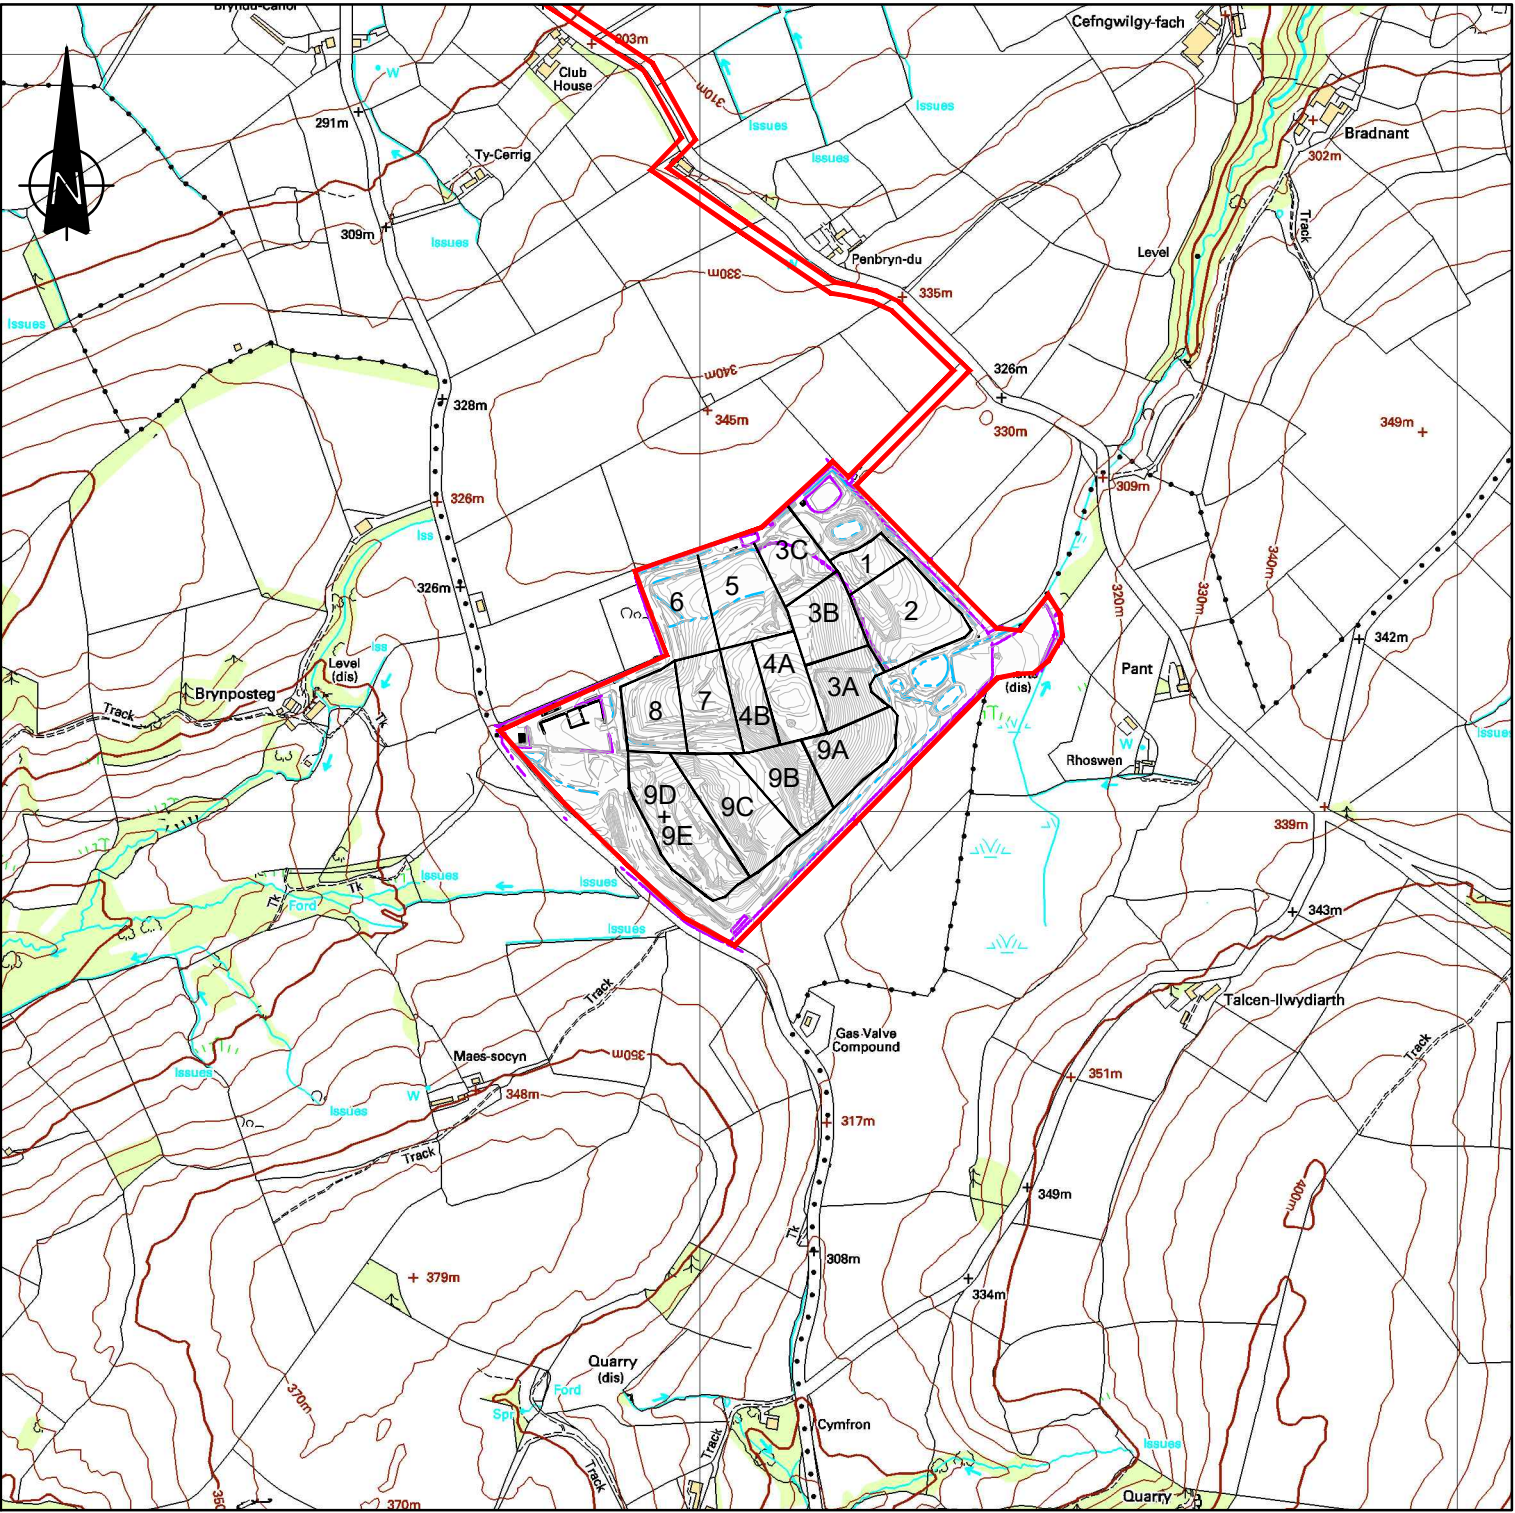 Cefngwilgy-fach
303m
Club
House
W
310m
Issues
291m
Issues
Bradnant
Issues
302m
Ty-Cerrig
N
Track
309m
Issues
Level
Penbryn-du
330m
335m
Issues
340m
326m
328m
345m
330m
349m
326m
309m
Iss
3C
1
340m
5
326m
6
3B
2
320m
330m
342m
Iss
4A
Level
(dis)
Pant
Brynposteg
3A
(dis)
7
8
4B
Track
Tk
W
9A
Rhoswen
9B
9D
+
9E
9C
339m
Issues
Issues
Tk
Tk
Ford
343m
Issues
Track
Talcen-llwydiarth
Gas Valve
Compound
Maes-socyn
360m
Track
Issues
351m
W
348m
Issues
317m
Track
349m
400m
Tk
308m
379m
334m
Quarry
(dis)
370m
Ford
Spr
Cymfron
Issues
Track
Track
Quarry
370m